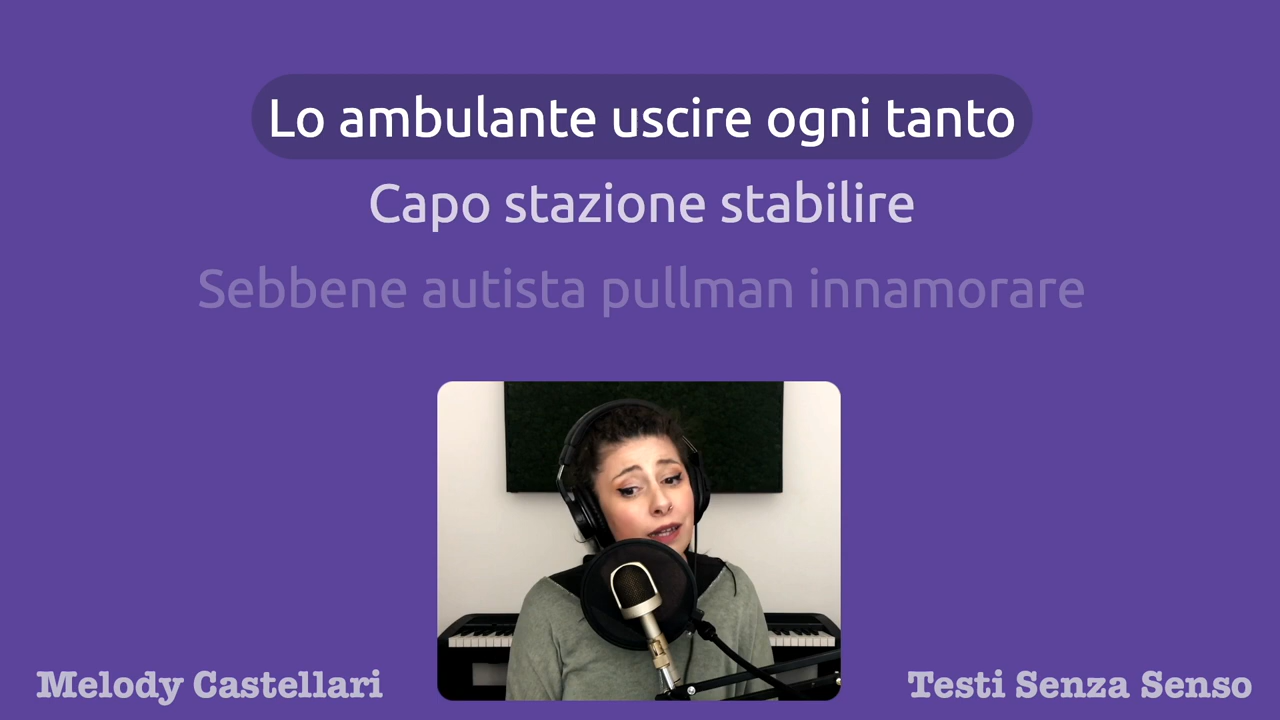 Lo ambulante uscire ogni tanto
Capo stazione stabilire
Sebbene autista pullman innamorare
Melody Castellari
Testi Senza Senso